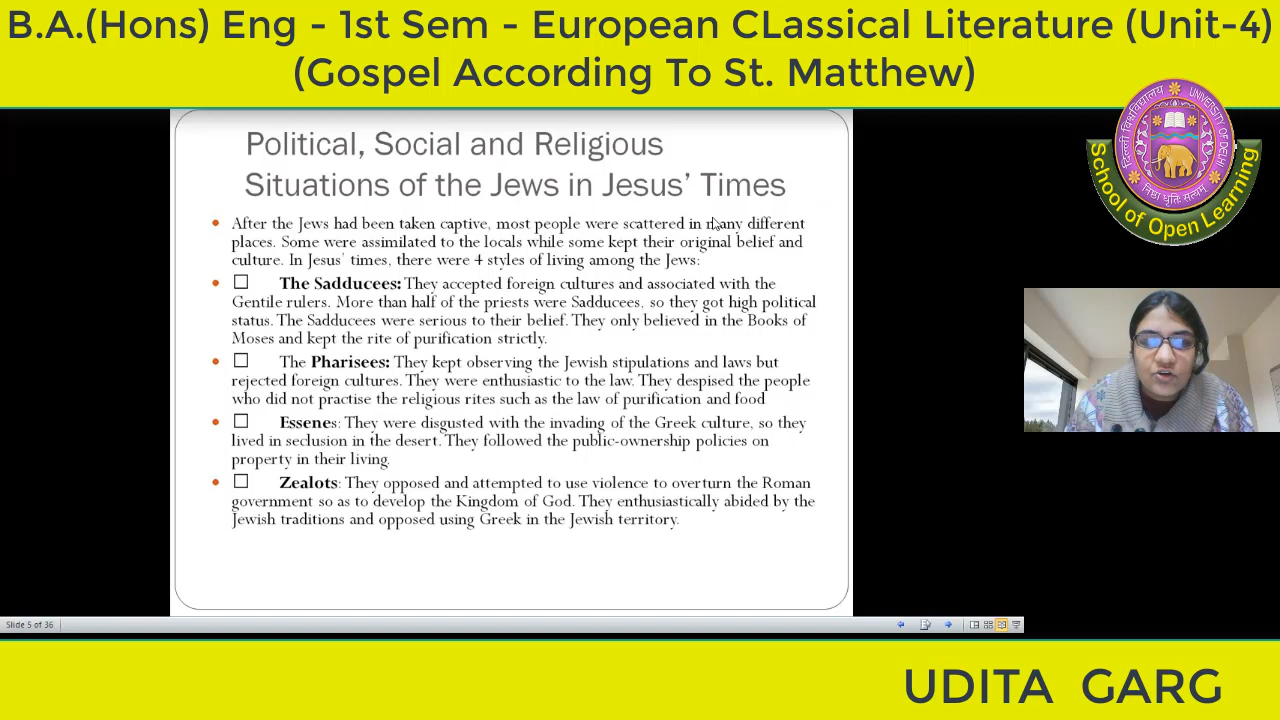 B.A.(Hons) Eng - 1st Sem - European CLassical Literature (Unit-4)
(Gospel According To St. Matthew)
Political, Social and Religious
Situations of the Jews in Jesus' Times
After the Jews had been taken captive, most people were scattered in many different
places. Some were assimilated to the locals while some kept their original belief and
culture. In Jesus' times, there were 4 styles of living among the Jews:
The Sadducees: They accepted foreign cultures and associated with the
Gentile rulers. More than half of the priests were Sadducees, so they got high political
status. The Sadducees were serious to their belief. They only believed in the Books of
Moses and kept the rite of purification strictly.
The Pharisees: They kept observing the Jewish stipulations and laws but
rejected foreign cultures. They were enthusiastic to the law. They despised the people
who did not practise the religious rites such as the law of purification and food
Essenes: They were disgusted with the invading of the Greek culture, so they
lived in seclusion in the desert. They followed the public-ownership policies on
property in their living.
Zealots: They opposed and attempted to use violence to overturn the Roman
government so as to develop the Kingdom of God. They enthusiastically abided by the
Jewish traditions and opposed using Greek in the Jewish territory.
Slide 5 of 36
दिल्ली विश्वविद्यालय
UNIVERSITY OF DELHI
निष्ठा धृतिः सत्यम्
School of Open Learning
UDITA GARG